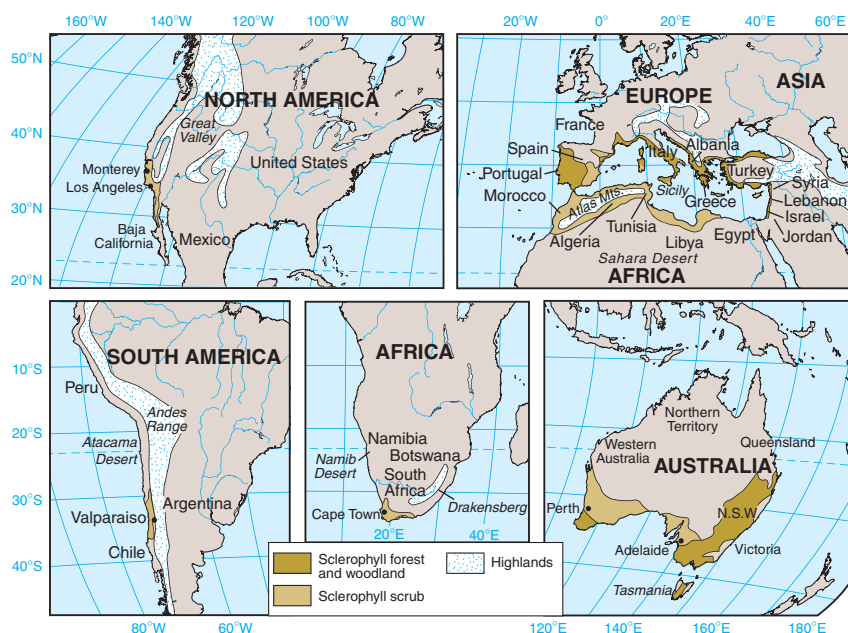 160°W 140°W 120°W 100°W 80°W
50°N
40°N
30°N
20°N
NORTH AMERICA
Great
Valley
United States
Monterey
Los Angeles
Baja
California
Mexico
20°W 0° 20°E 40°E 60°E
EUROPE
ASIA
France
Spain
Portugal
Morocco
Atlas Mts.
Algeria
Tunisia
Italy
Sicily
Albania
Greece
Turkey
Syria
Lebanon
Israel
Jordan
Egypt
Libya
Sahara Desert
AFRICA
10°S
20°S
30°S
40°S
SOUTH AMERICA
Peru
Andes
Range
Atacama
Desert
Argentina
Valparaiso
Chile
80°W 60°W
AFRICA
Namibia
Botswana
Namib
Desert
South
Africa
Drakensberg
Cape Town
20°E 40°E
Northern
Territory
Western
Australia
Queensland
AUSTRALIA
Perth
N.S.W.
Adelaide
Victoria
Tasmania
120°E 140°E 160°E 180°E
Sclerophyll forest
and woodland
Sclerophyll scrub
Highlands